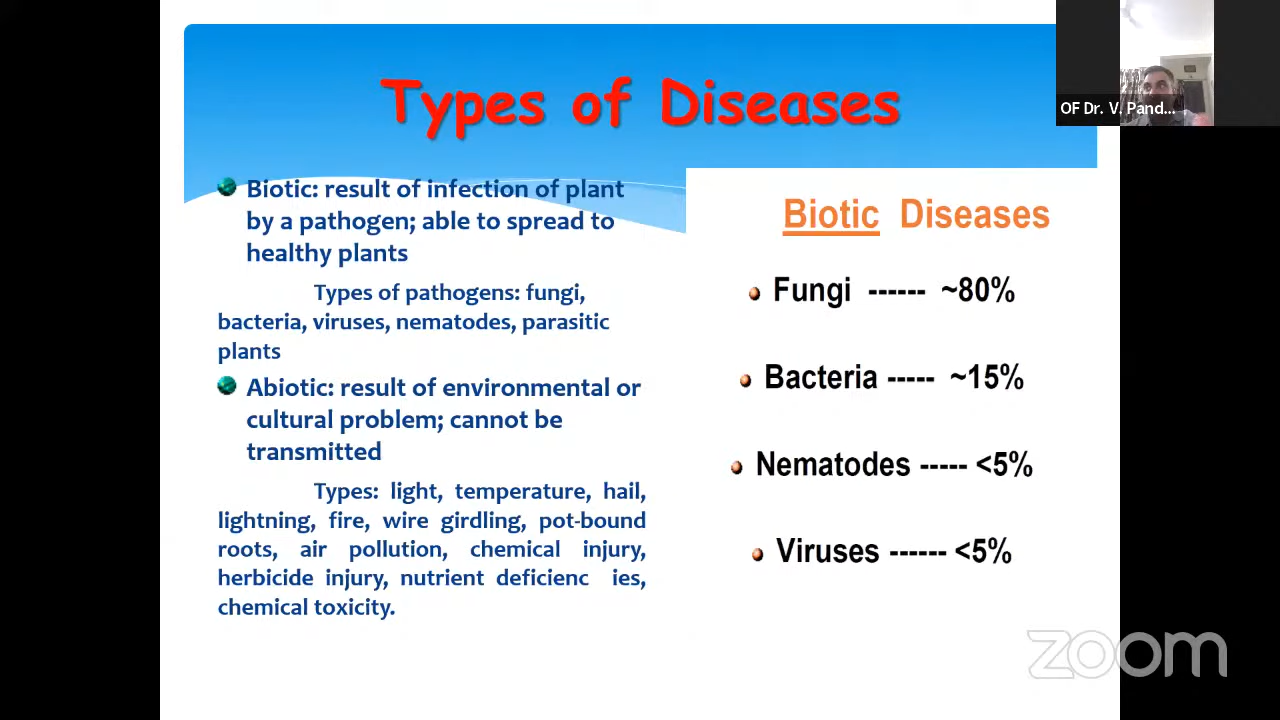 Types of Diseases
OF Dr. V. Pand...
Biotic: result of infection of plant
by a pathogen; able to spread to
healthy plants
Types of pathogens: fungi,
bacteria, viruses, nematodes, parasitic
plants
Abiotic: result of environmental or
cultural problem; cannot be
transmitted
Types: light, temperature, hail,
lightning, fire, wire girdling, pot-bound
roots, air pollution, chemical injury,
herbicide injury, nutrient deficienc ies,
chemical toxicity.
Biotic Diseases
Fungi ------ ~80%
Bacteria ----- ~15%
Nematodes ----- <5%
Viruses ------ <5%
zoom